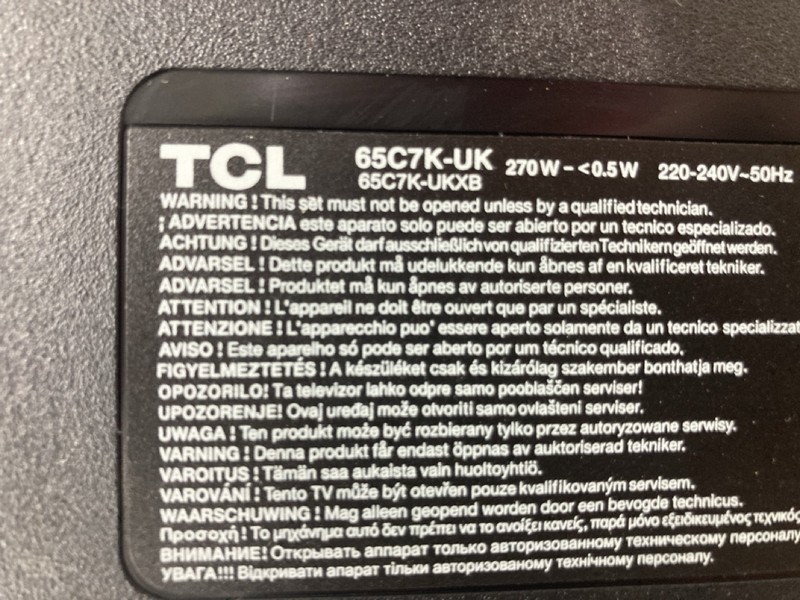 TCL 65C7K-UK 270W-<0.5W 220-240V~50Hz
65C7K-UKXB
WARNING ! This set must not be opened unless by a qualified technician.
¡ ADVERTENCIA este aparato solo puede ser abierto por un tecnico especializado.
ACHTUNG ! Dieses Gerät darf ausschließlich von qualifizierten Technikern geöffnet werden.
ADVARSEL ! Dette produkt må udelukkende kun åbnes af en kvalificeret tekniker.
ADVARSEL ! Produktet må kun åpnes av autoriserte personer.
ATTENTION ! L'appareil ne doit être ouvert que par un spécialiste.
ATTENZIONE ! L'apparecchio puo' essere aperto solamente da un tecnico specializzat
AVISO ! Este aparelho só pode ser aberto por um técnico qualificado.
FIGYELMEZTETÉS ! A készüléket csak és kizárólag szakember bonthatja meg.
OPOZORILO! Ta televizor lahko odpre samo pooblaščen serviser!
UPOZORENJE! Ovaj uređaj može otvoriti samo ovlašteni serviser.
UWAGA ! Ten produkt może być rozbierany tylko przez autoryzowane serwisy.
VARNING ! Denna produkt får endast öppnas av auktoriserad tekniker.
VAROITUS ! Tämän saa aukaista vain huoltoyhtiö.
VAROVÁNÍ ! Tento TV může být otevřen pouze kvalifikovaným servisem.
WAARSCHUWING ! Mag alleen geopend worden door een bevogde technicus.
Προσοχή ! Το μηχάνημα αυτό δεν πρέπει να το ανοίξει κανείς, παρά μόνο εξειδικευμένος τεχνικός
ВНИМАНИЕ! Открывать аппарат только авторизованному техническому персоналу
УВАГА!!! Відкривати апарат тільки авторизованому технічному персоналу.